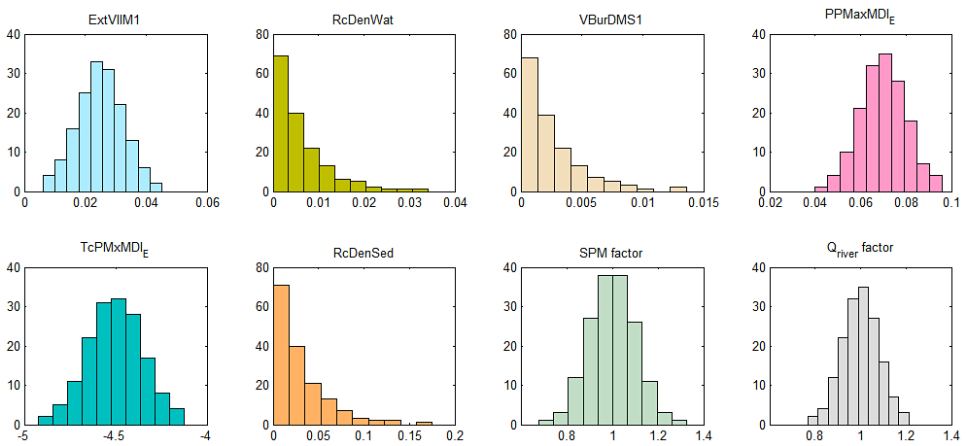 ExtVIIM1 RcDenWat VBurDMS1 PPMaxMDI_E
40 80 80 40
30 60 60 30
20 40 40 20
10 20 20 10
0 0 0 0
0 0.02 0.04 0.06 0 0.01 0.02 0.03 0.04 0 0.005 0.01 0.015 0.02 0.04 0.06 0.08 0.1
TcPMxMDI_E RcDenSed SPM factor Q_river factor
40 80 40 40
30 60 30 30
20 40 20 20
10 20 10 10
0 0 0 0
-5 -4.5 -4 0 0.05 0.1 0.15 0.2 0.8 1 1.2 1.4 0.8 1 1.2 1.4